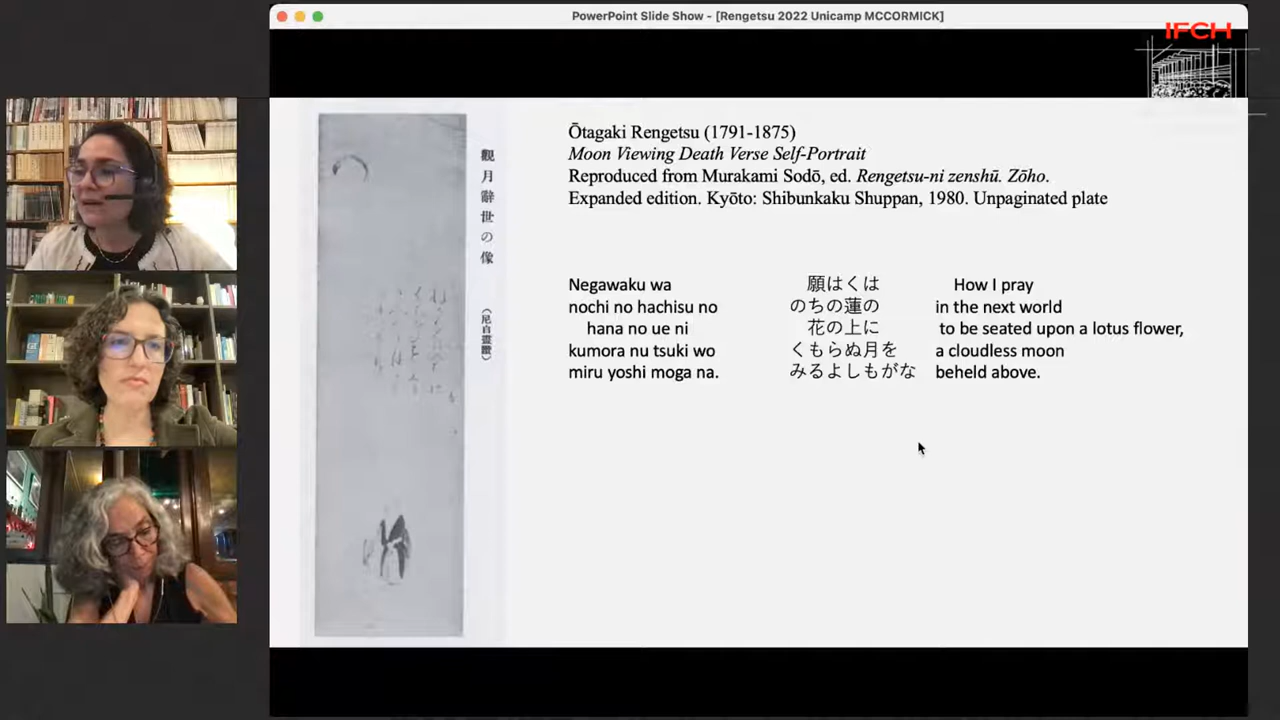 PowerPoint Slide Show - [Rengetsu 2022 Unicamp MCCORMICK]
IFCH
觀月辭世の像
Ōtagaki Rengetsu (1791-1875)
Moon Viewing Death Verse Self-Portrait
Reproduced from Murakami Sodō, ed. Rengetsu-ni zenshū. Zōho.
Expanded edition. Kyōto: Shibunkaku Shuppan, 1980. Unpaginated plate
Negawaku wa
nochi no hachisu no
hana no ue ni
kumora nu tsuki wo
miru yoshi moga na.
願はくは
のちの蓮の
花の上に
くもらぬ月を
みるよしもがな
How I pray
in the next world
to be seated upon a lotus flower,
a cloudless moon
beheld above.